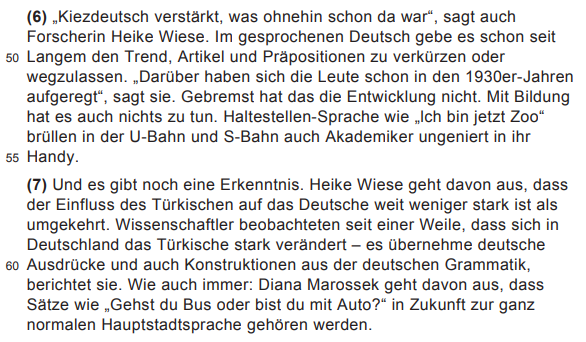 (6) „Kiezdeutsch verstärkt, was ohnehin schon da war“, sagt auch
Forscherin Heike Wiese. Im gesprochenen Deutsch gebe es schon seit
50 Langem den Trend, Artikel und Präpositionen zu verkürzen oder
wegzulassen. „Darüber haben sich die Leute schon in den 1930er-Jahren
aufgeregt“, sagt sie. Gebremst hat das die Entwicklung nicht. Mit Bildung
hat es auch nichts zu tun. Haltestellen-Sprache wie „Ich bin jetzt Zoo“
brüllen in der U-Bahn und S-Bahn auch Akademiker ungeniert in ihr
55 Handy.
(7) Und es gibt noch eine Erkenntnis. Heike Wiese geht davon aus, dass
der Einfluss des Türkischen auf das Deutsche weit weniger stark ist als
umgekehrt. Wissenschaftler beobachteten seit einer Weile, dass sich in
Deutschland das Türkische stark verändert – es übernehme deutsche
60 Ausdrücke und auch Konstruktionen aus der deutschen Grammatik,
berichtet sie. Wie auch immer: Diana Marossek geht davon aus, dass
Sätze wie „Gehst du Bus oder bist du mit Auto?“ in Zukunft zur ganz
normalen Hauptstadtsprache gehören werden.